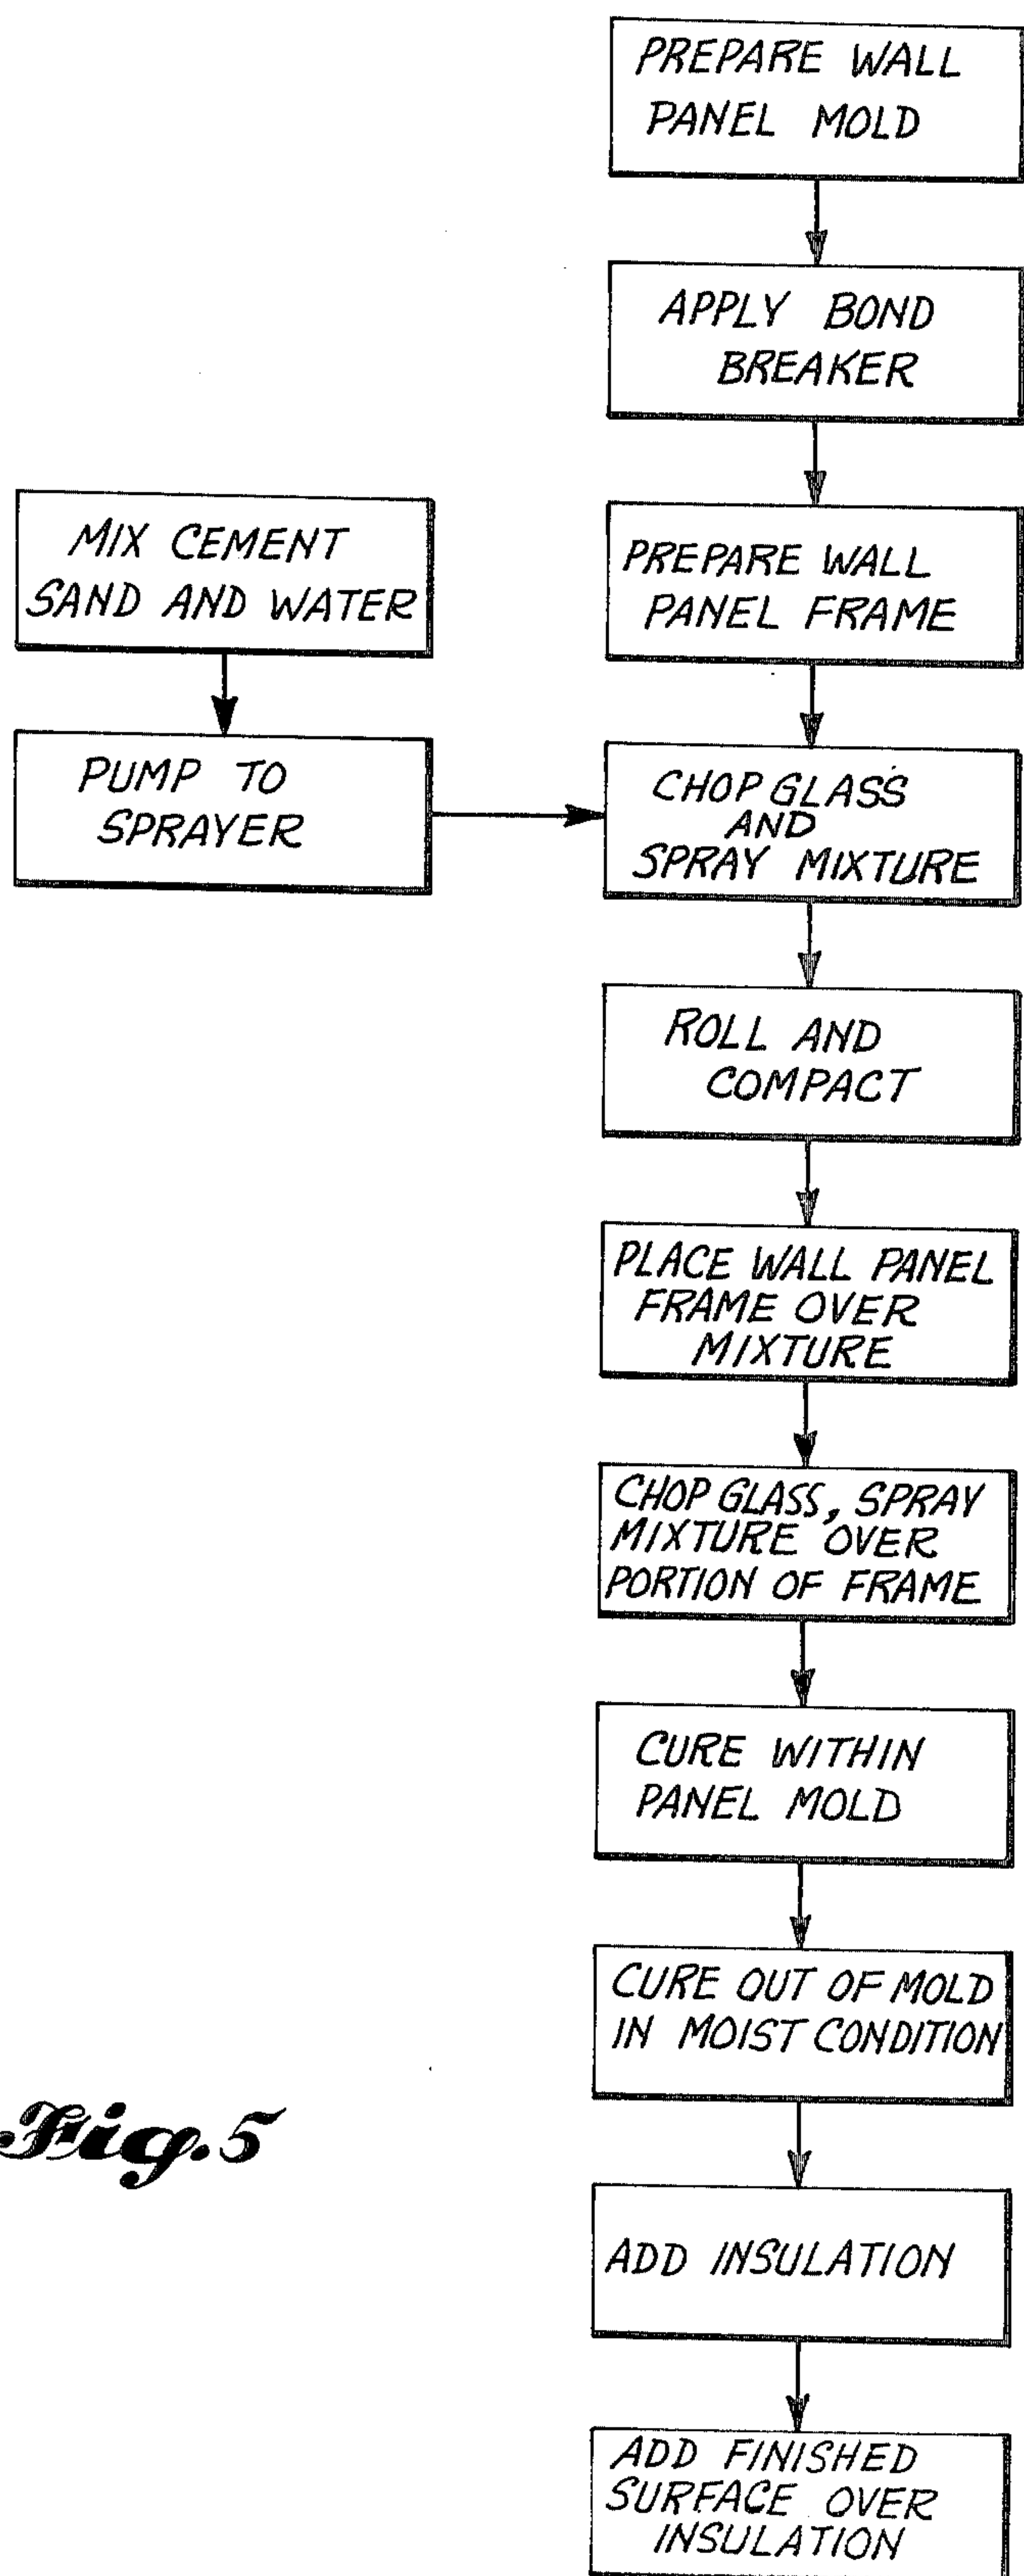 PREPARE WALL
PANEL MOLD
APPLY BOND
BREAKER
PREPARE WALL
PANEL FRAME
MIX CEMENT
SAND AND WATER
PUMP TO
SPRAYER
CHOP GLASS
AND
SPRAY MIXTURE
ROLL AND
COMPACT
PLACE WALL PANEL
FRAME OVER
MIXTURE
CHOP GLASS, SPRAY
MIXTURE OVER
PORTION OF FRAME
CURE WITHIN
PANEL MOLD
CURE OUT OF MOLD
IN MOIST CONDITION
Fig. 5
ADD INSULATION
ADD FINISHED
SURFACE OVER
INSULATION